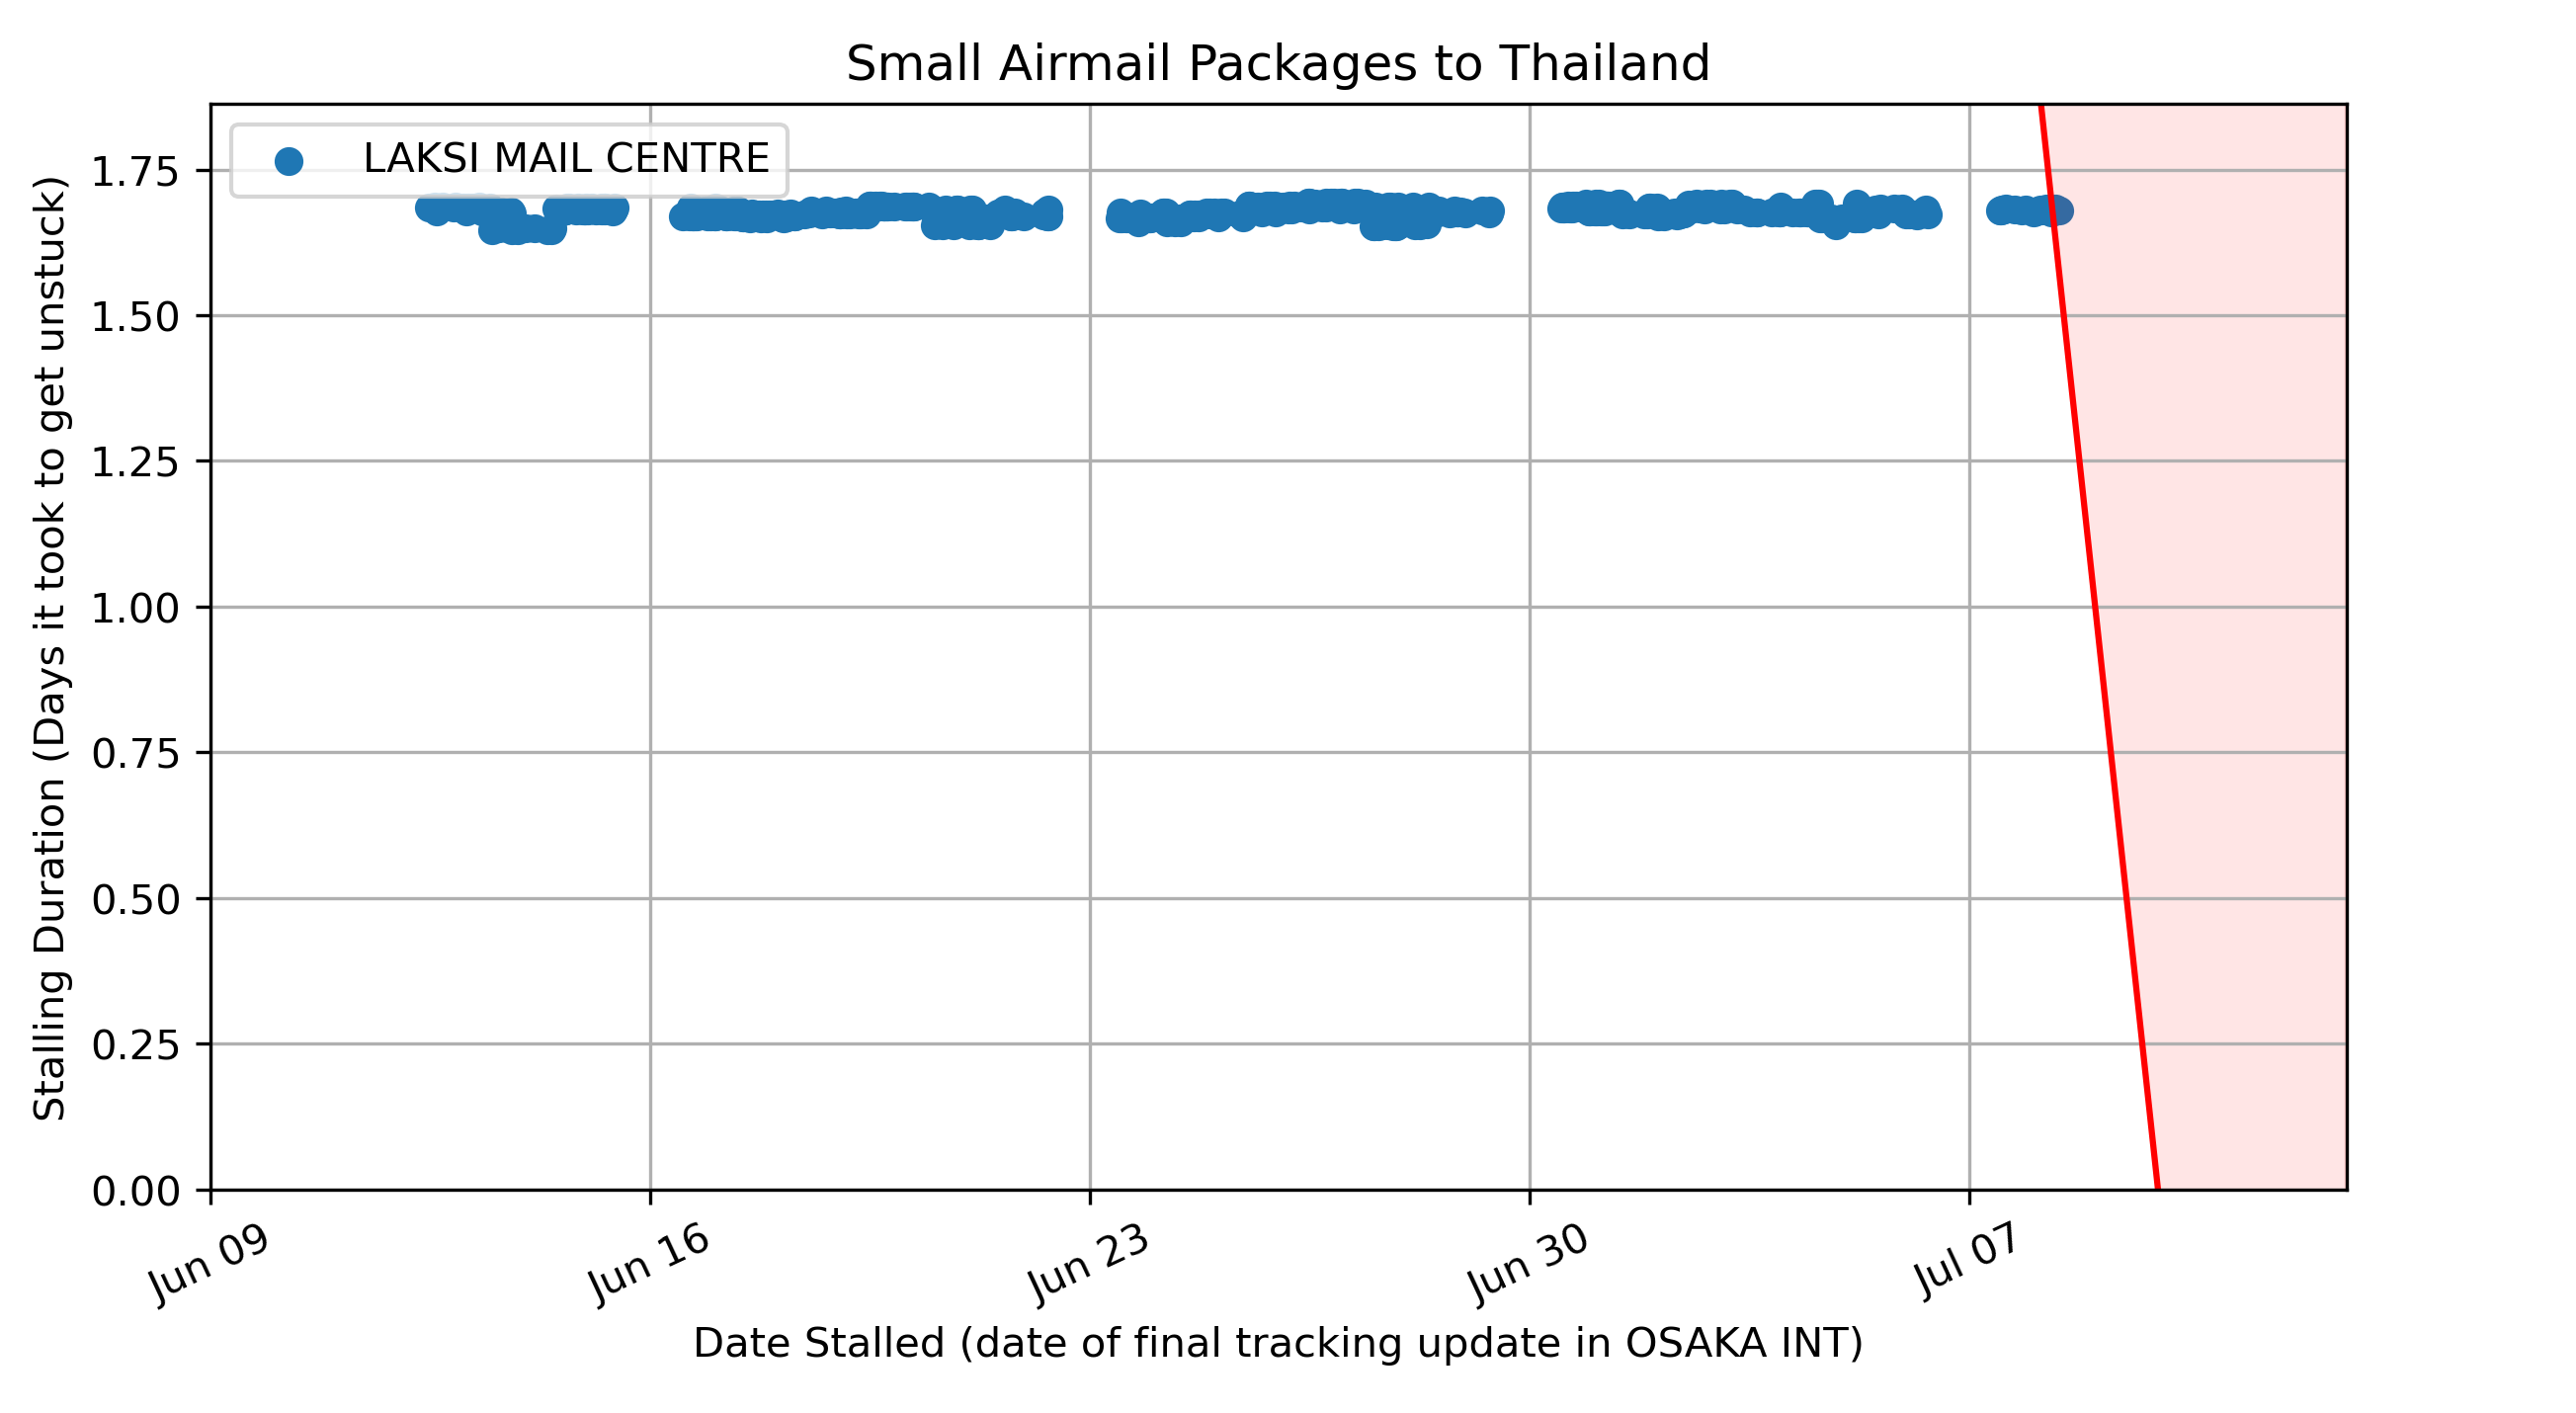 Small Airmail Packages to Thailand
LAKSI MAIL CENTRE
Stalling Duration (Days it took to get unstuck)
1.75
1.50
1.25
1.00
0.75
0.50
0.25
0.00
Jun 09
Jun 16
Jun 23
Jun 30
Jul 07
Date Stalled (date of final tracking update in OSAKA INT)